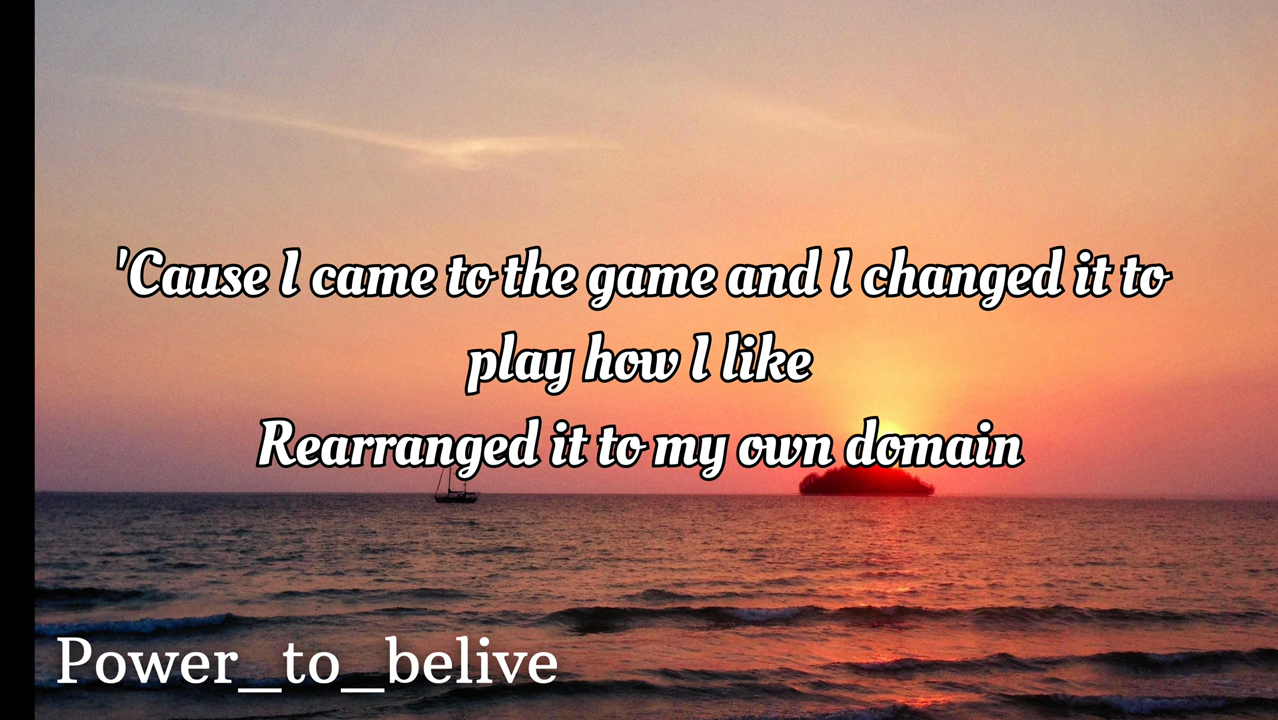 'Cause I came to the game and I changed it to
play how I like
Rearranged it to my own domain
Power_to_belive